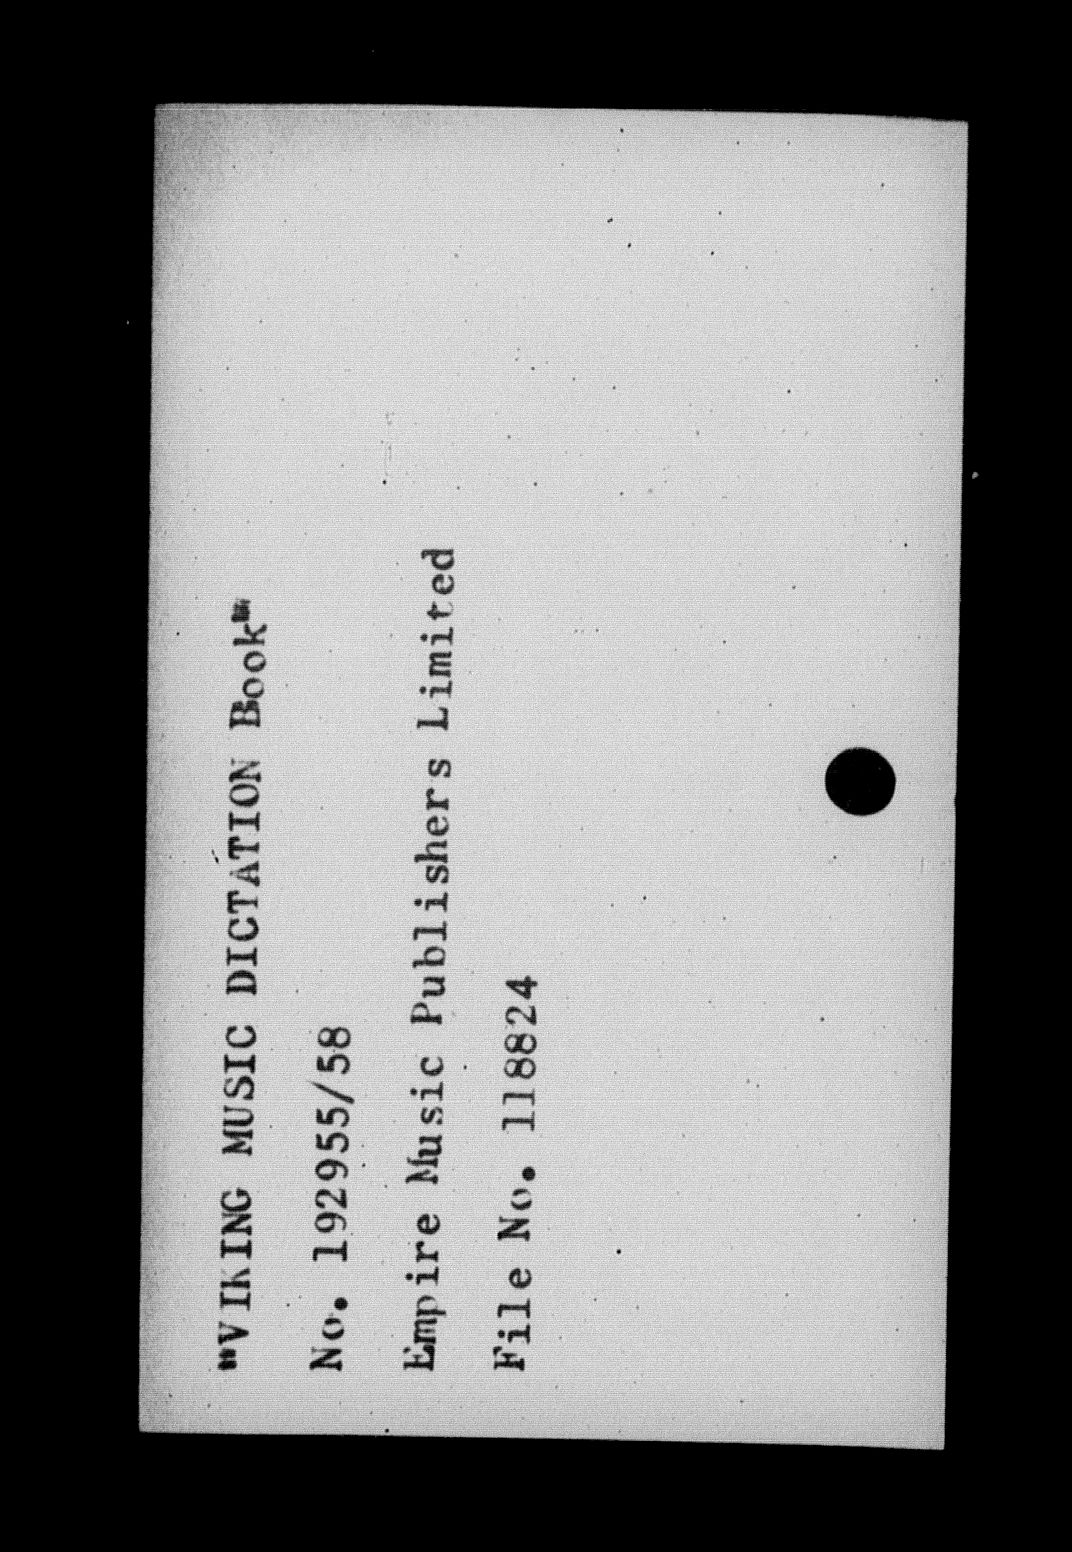 "VIKING MUSIC DICTATION Book"
No. 192955/58
Empire Music Publishers Limited
File No. 118824